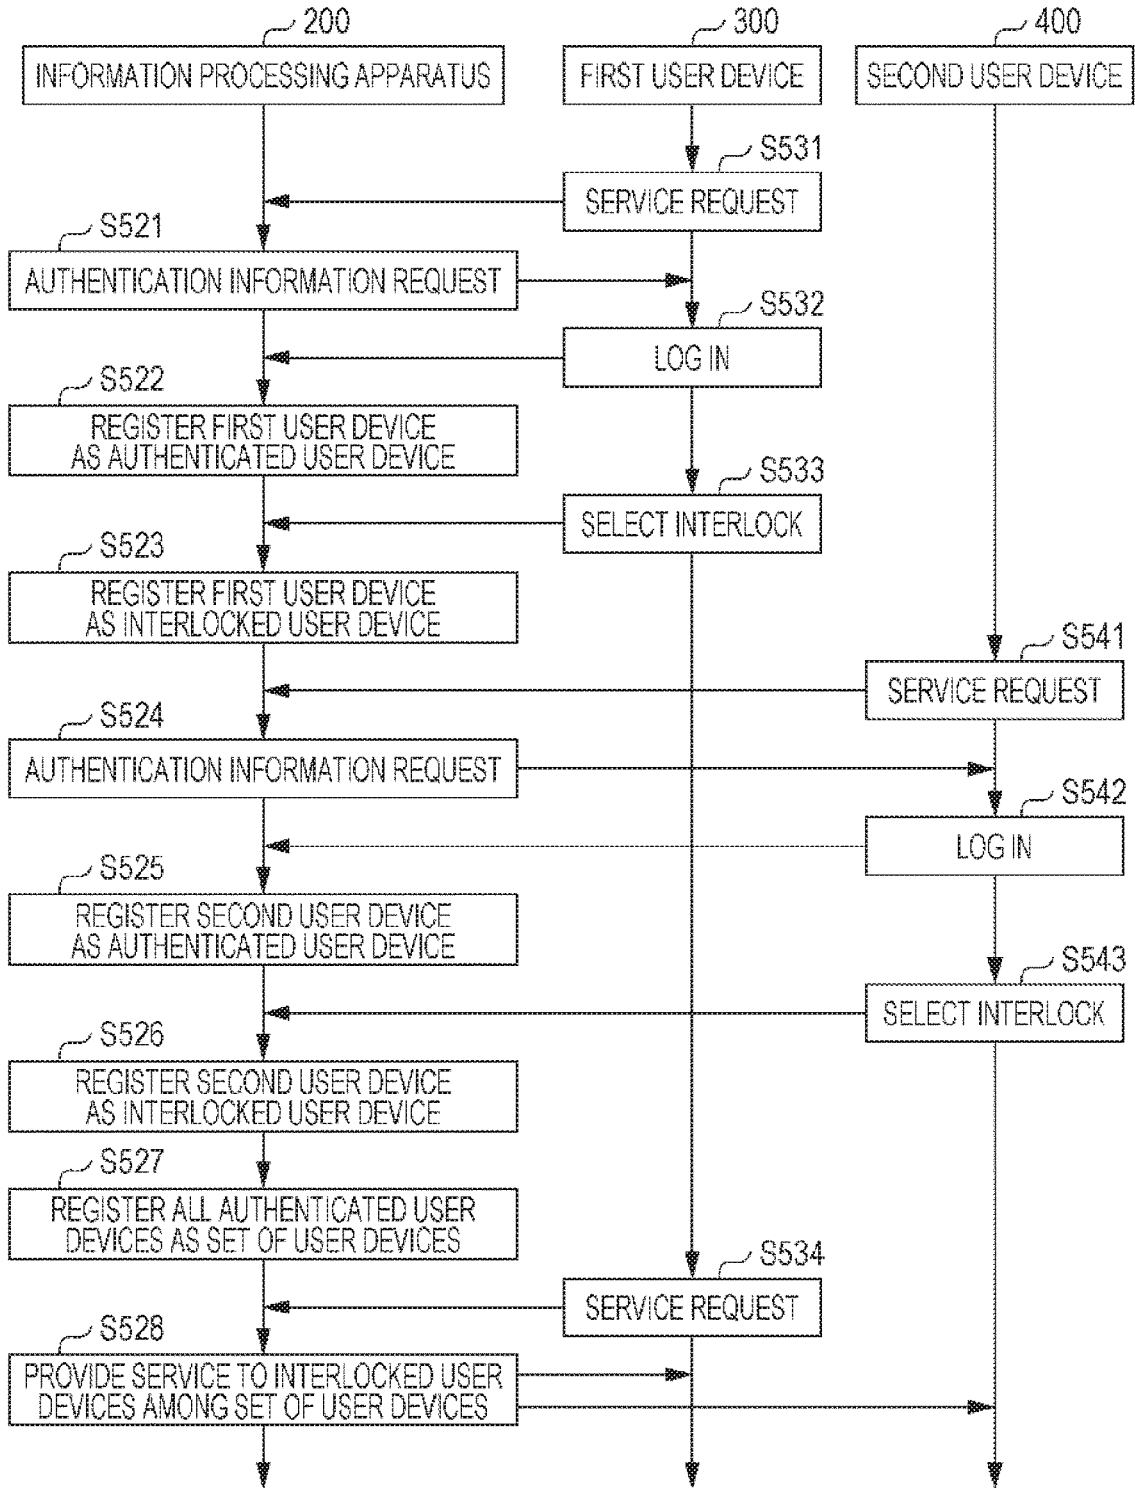 200
300
400
INFORMATION PROCESSING APPARATUS
FIRST USER DEVICE
SECOND USER DEVICE
S531
SERVICE REQUEST
S521
AUTHENTICATION INFORMATION REQUEST
S532
LOG IN
S522
REGISTER FIRST USER DEVICE
AS AUTHENTICATED USER DEVICE
S533
SELECT INTERLOCK
S523
REGISTER FIRST USER DEVICE
AS INTERLOCKED USER DEVICE
S541
SERVICE REQUEST
S524
AUTHENTICATION INFORMATION REQUEST
S542
LOG IN
S525
REGISTER SECOND USER DEVICE
AS AUTHENTICATED USER DEVICE
S543
SELECT INTERLOCK
S526
REGISTER SECOND USER DEVICE
AS INTERLOCKED USER DEVICE
S527
REGISTER ALL AUTHENTICATED USER
DEVICES AS SET OF USER DEVICES
S534
SERVICE REQUEST
S528
PROVIDE SERVICE TO INTERLOCKED USER
DEVICES AMONG SET OF USER DEVICES